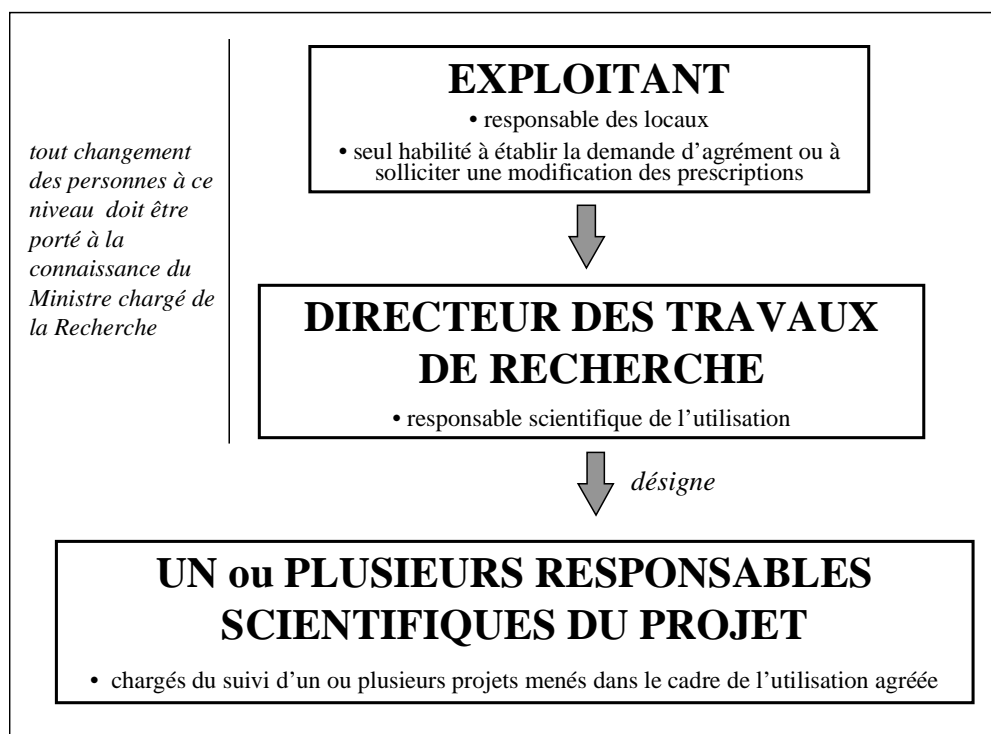 EXPLOITANT
• responsable des locaux
• seul habilité à établir la demande d’agrément ou à
solliciter une modification des prescriptions
tout changement
des personnes à ce
niveau doit être
porté à la
connaissance du
Ministre chargé de
la Recherche
DIRECTEUR DES TRAVAUX
DE RECHERCHE
• responsable scientifique de l’utilisation
désigne
UN ou PLUSIEURS RESPONSABLES
SCIENTIFIQUES DU PROJET
• chargés du suivi d’un ou plusieurs projets menés dans le cadre de l’utilisation agréée